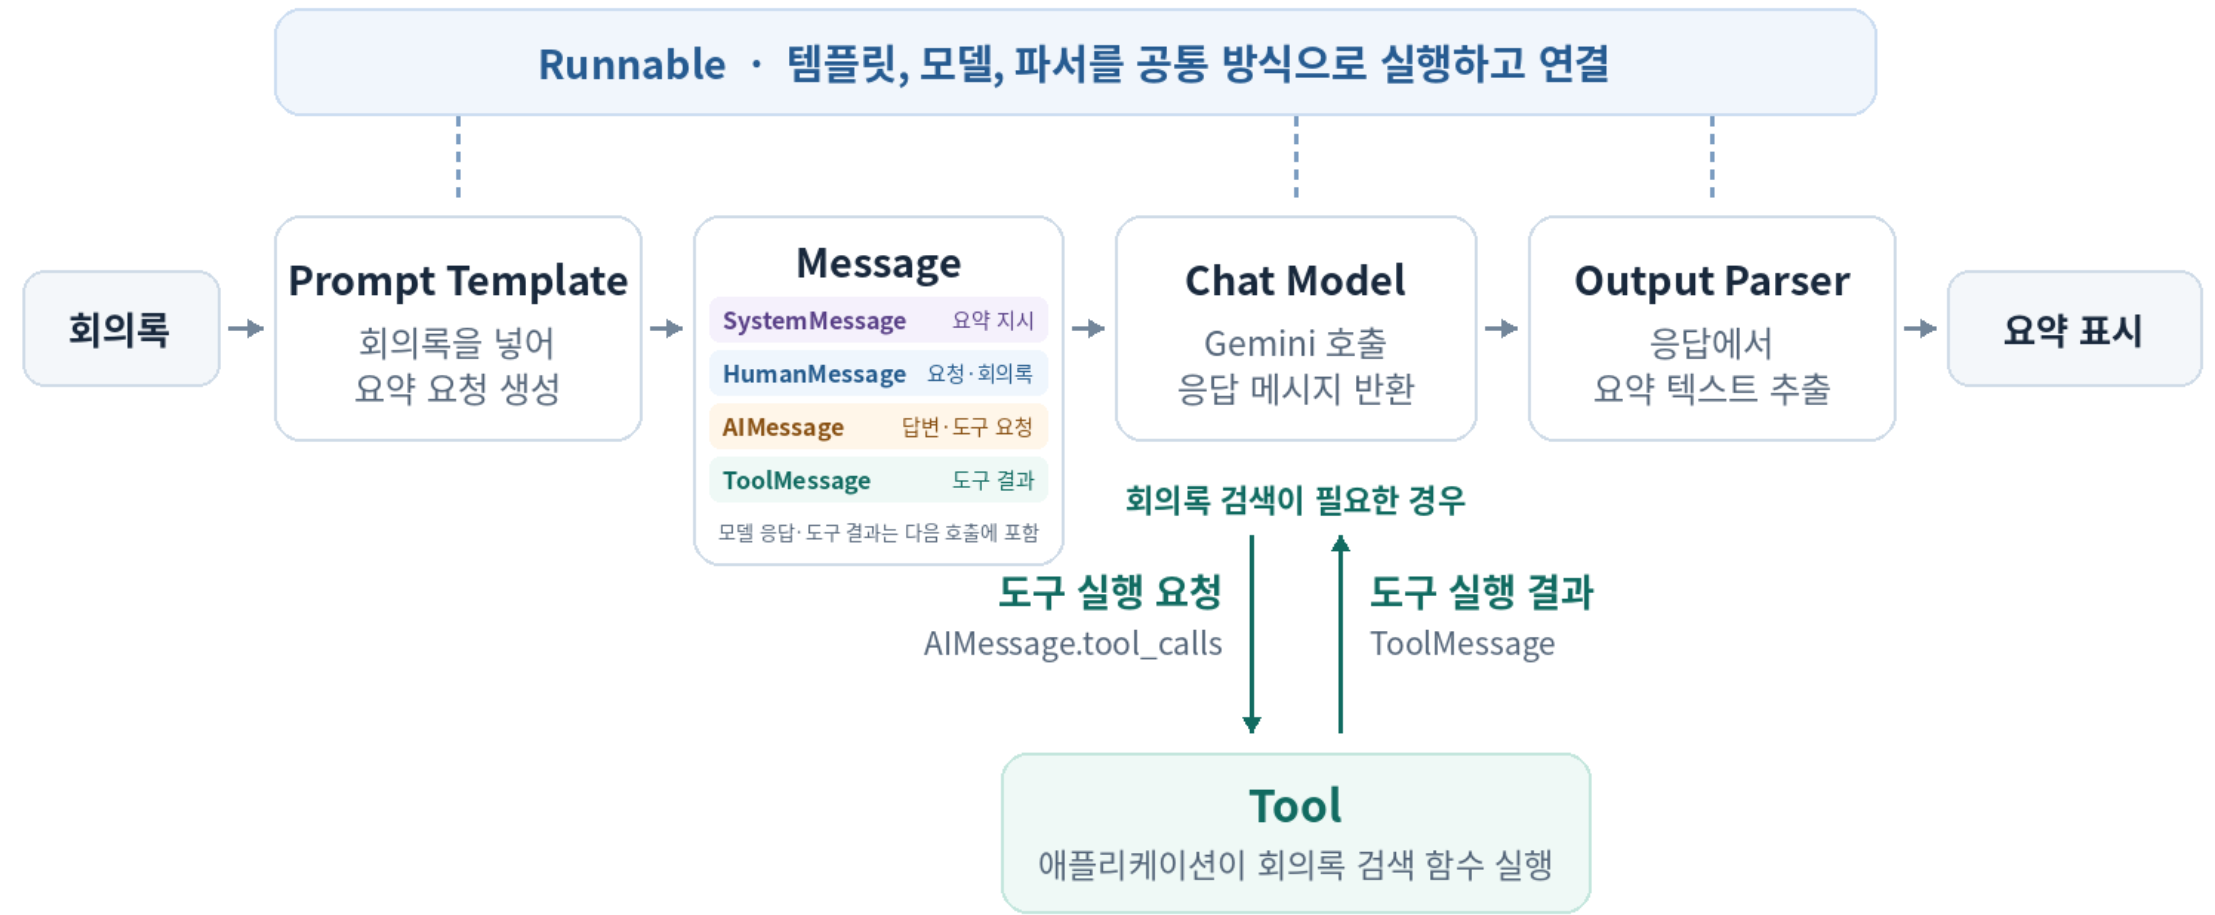 Runnable · 템플릿, 모델, 파서를 공통 방식으로 실행하고 연결
회의록
Prompt Template
회의록을 넣어
요약 요청 생성
Message
SystemMessage 요약 지시
HumanMessage 요청·회의록
AIMessage 답변·도구 요청
ToolMessage 도구 결과
모델 응답·도구 결과는 다음 호출에 포함
Chat Model
Gemini 호출
응답 메시지 반환
Output Parser
응답에서
요약 텍스트 추출
요약 표시
회의록 검색이 필요한 경우
도구 실행 요청
AIMessage.tool_calls
도구 실행 결과
ToolMessage
Tool
애플리케이션이 회의록 검색 함수 실행